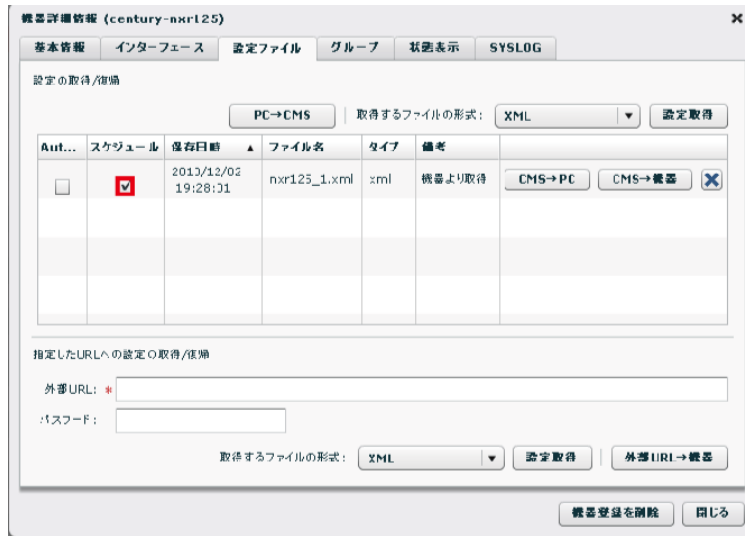 機器詳細情報 (century-nxr125)
基本情報 インターフェース 設定ファイル グループ 状態表示 SYSLOG
設定の取得/復帰
PC→CMS 取得するファイルの形式: XML 設定取得
Aut... スケジュール 保存日時 ▲ ファイル名 タイプ 備考
2010/12/02
nxr125_1.xml xml 機器より取得 CMS→PC CMS→機器
19:28:01
指定したURLへの設定の取得/復帰
外部URL: *
パスワード:
取得するファイルの形式: XML 設定取得 外部URL→機器
機器登録を削除 閉じる